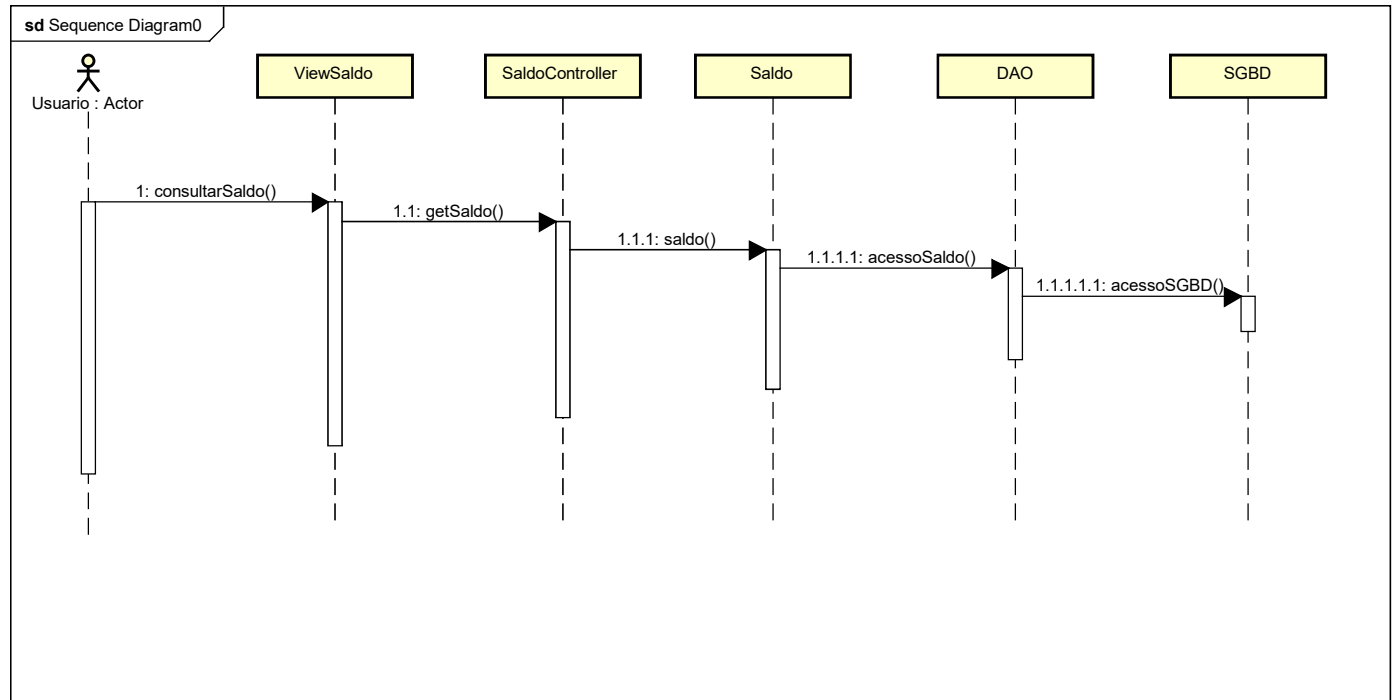 sd Sequence Diagram0
Usuario : Actor
ViewSaldo
SaldoController
Saldo
DAO
SGBD
1: consultarSaldo()
1.1: getSaldo()
1.1.1: saldo()
1.1.1.1: acessoSaldo()
1.1.1.1.1: acessoSGBD()